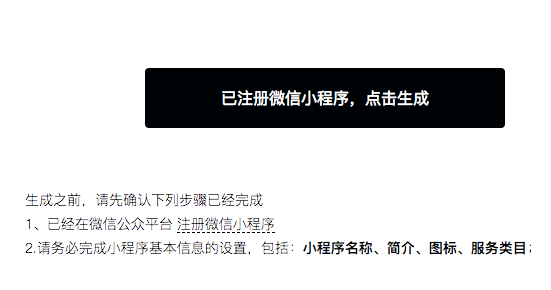 已注册微信小程序，点击生成
生成之前，请先确认下列步骤已经完成
1、已经在微信公众平台 注册微信小程序
2.请务必完成小程序基本信息的设置，包括：小程序名称、简介、图标、服务类目；